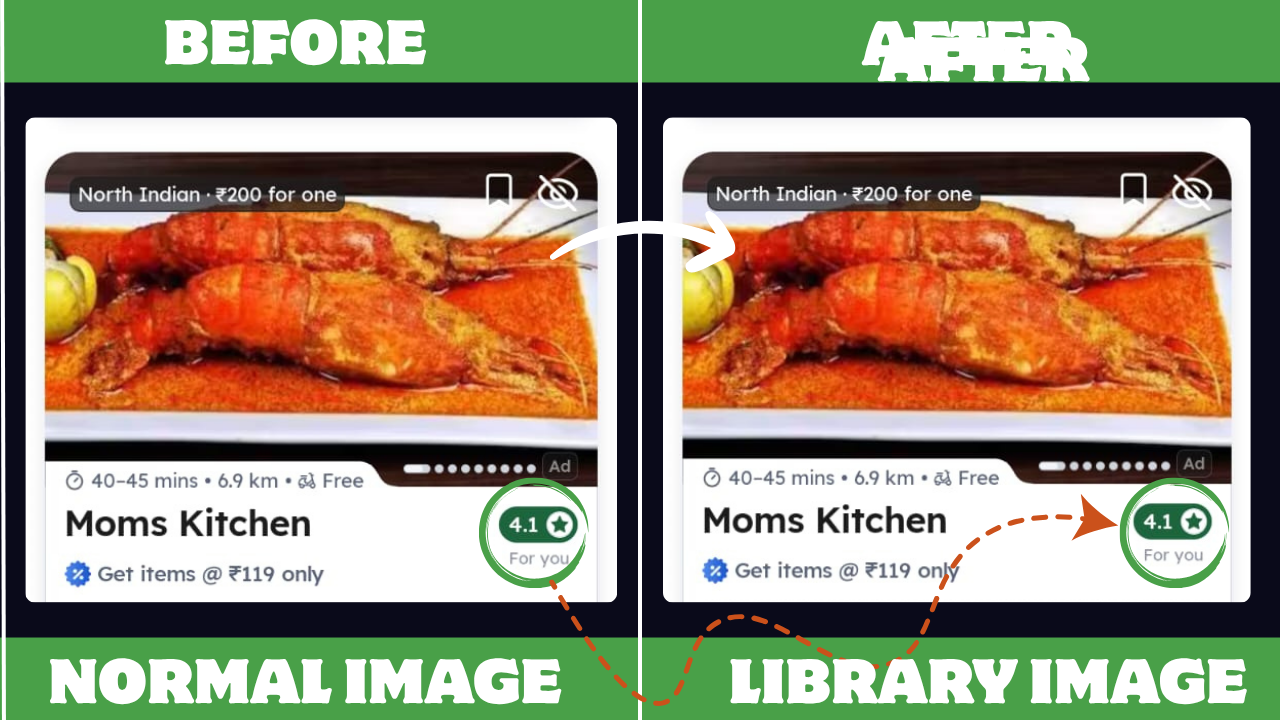 BEFORE
AFTER
AFTER
North Indian · ₹200 for one
40–45 mins • 6.9 km • Free
Ad
Moms Kitchen
4.1
For you
Get items @ ₹119 only
North Indian · ₹200 for one
40–45 mins • 6.9 km • Free
Ad
Moms Kitchen
4.1
For you
Get items @ ₹119 only
NORMAL IMAGE
LIBRARY IMAGE